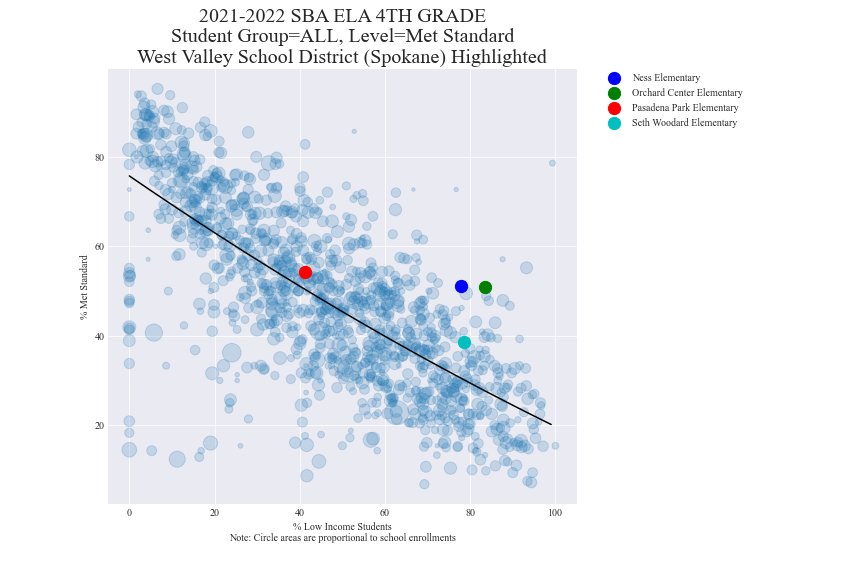 2021-2022 SBA ELA 4TH GRADE
Student Group=ALL, Level=Met Standard
West Valley School District (Spokane) Highlighted
Ness Elementary
Orchard Center Elementary
Pasadena Park Elementary
Seth Woodard Elementary
% Met Standard
80
60
40
20
0 20 40 60 80 100
% Low Income Students
Note: Circle areas are proportional to school enrollments